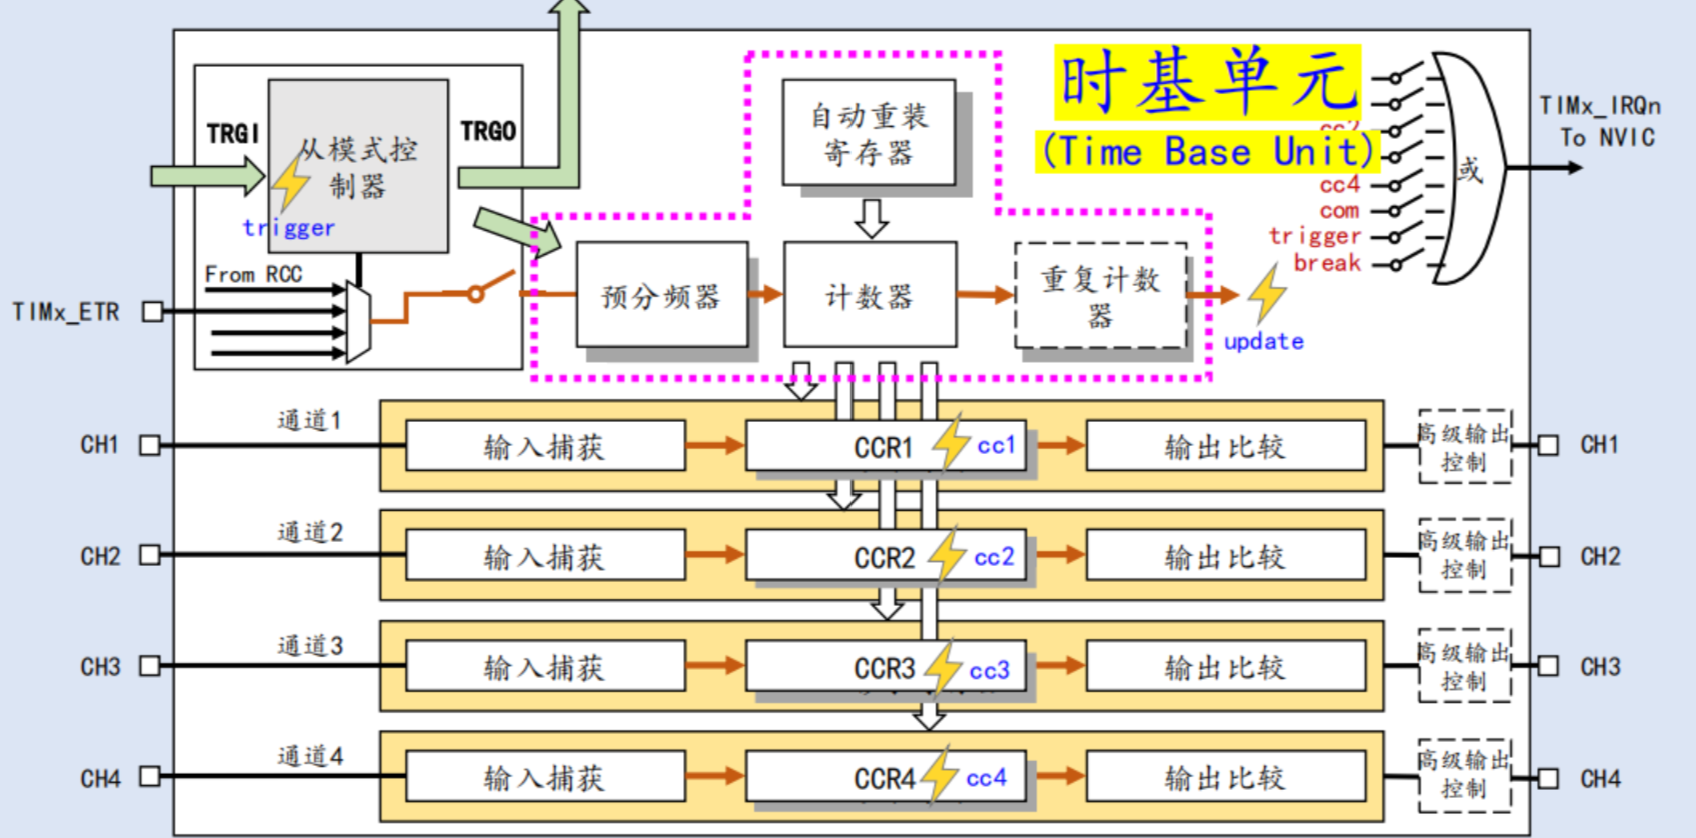 时基单元
(Time Base Unit)
TRGI
TRGO
从模式控
制器
trigger
From RCC
TIMx_ETR
自动重装
寄存器
预分频器
计数器
重复计数
器
update
cc2
cc4
com
trigger
break
或
TIMx_IRQn
To NVIC
通道1
CH1
输入捕获
CCR1
cc1
输出比较
高级输出
控制
CH1
通道2
CH2
输入捕获
CCR2
cc2
输出比较
高级输出
控制
CH2
通道3
CH3
输入捕获
CCR3
cc3
输出比较
高级输出
控制
CH3
通道4
CH4
输入捕获
CCR4
cc4
输出比较
高级输出
控制
CH4